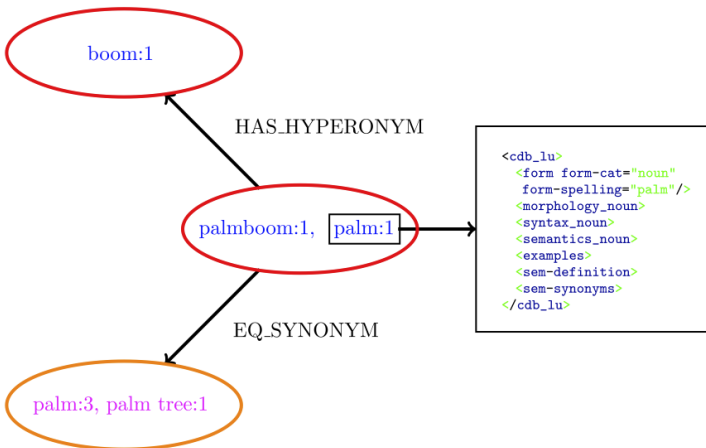 boom:1
HAS_HYPERONYM
palmboom:1, palm:1
<cdb_lu>
<form form-cat="noun"
form-spelling="palm"/>
<morphology_noun>
<syntax_noun>
<semantics_noun>
<examples>
<sem-definition>
<sem-synonyms>
</cdb_lu>
EQ_SYNONYM
palm:3, palm tree:1